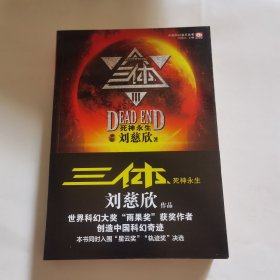 三体
III
DEAD END
死神永生
刘慈欣 著
三体、死神永生
刘慈欣 作品
世界科幻大奖“雨果奖”获奖作者
创造中国科幻奇迹
本书同时入围“星云奖”“轨迹奖”决选